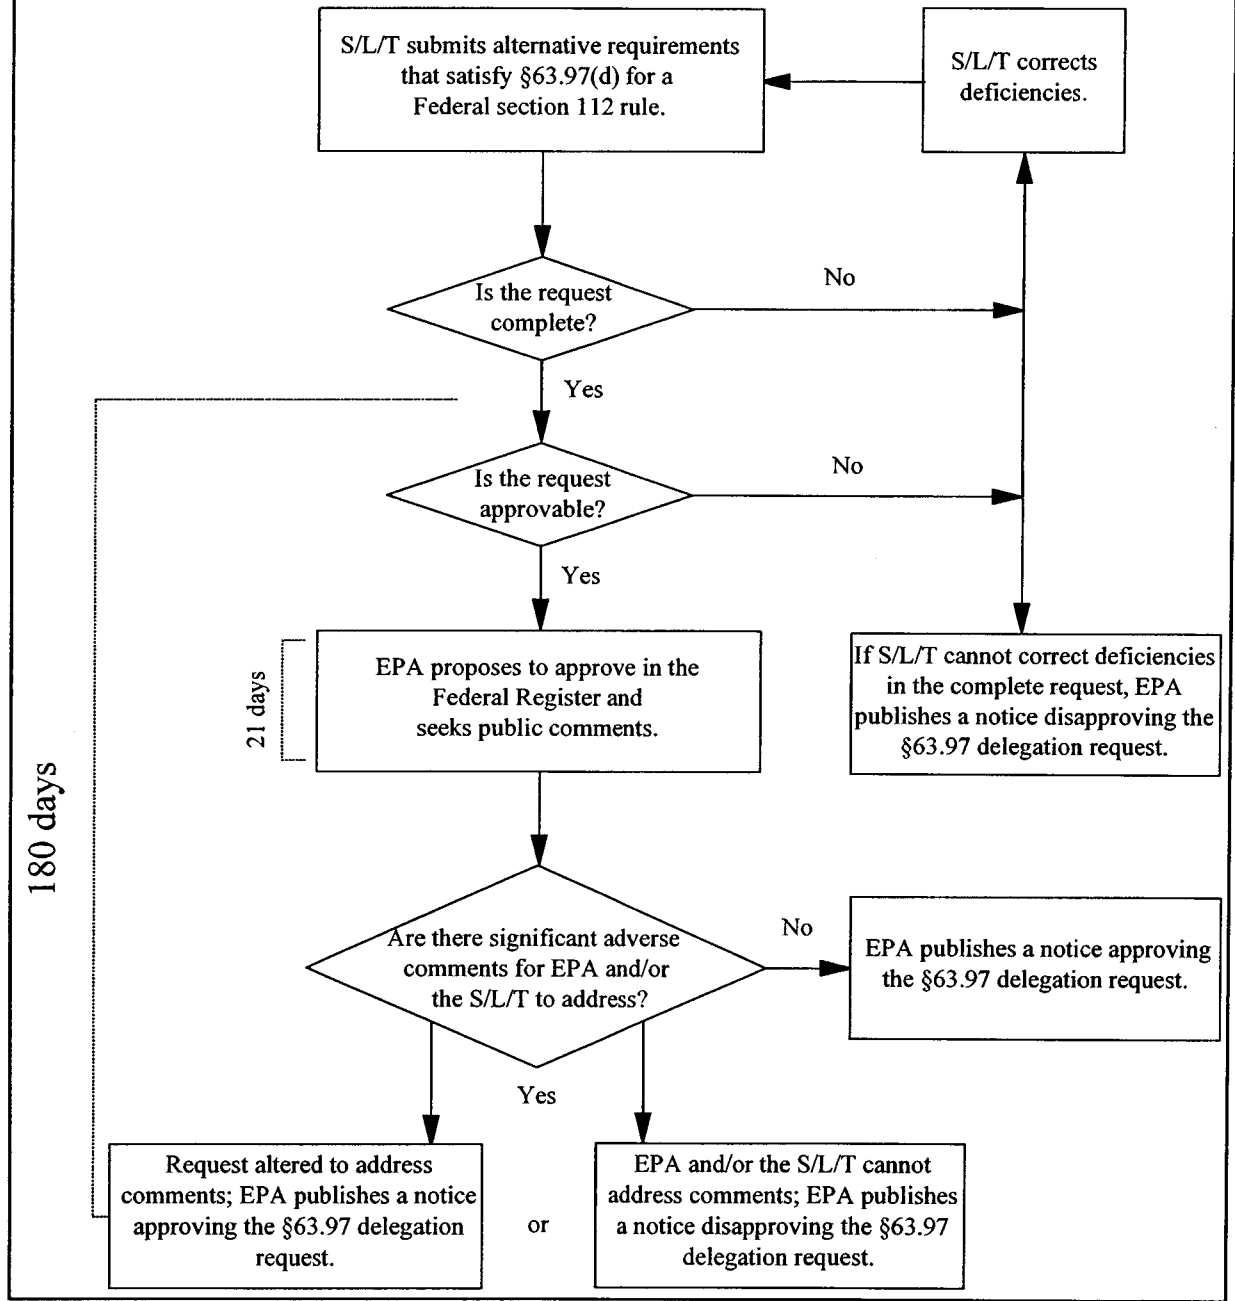 S/L/T submits alternative requirements
that satisfy §63.97(d) for a
Federal section 112 rule.
S/L/T corrects
deficiencies.
Is the request
complete?
No
Yes
Is the request
approvable?
No
Yes
21 days
EPA proposes to approve in the
Federal Register and
seeks public comments.
If S/L/T cannot correct deficiencies
in the complete request, EPA
publishes a notice disapproving the
§63.97 delegation request.
180 days
Are there significant adverse
comments for EPA and/or
the S/L/T to address?
No
EPA publishes a notice approving
the §63.97 delegation request.
Yes
Request altered to address
comments; EPA publishes a notice
approving the §63.97 delegation
request.
or
EPA and/or the S/L/T cannot
address comments; EPA publishes
a notice disapproving the §63.97
delegation request.